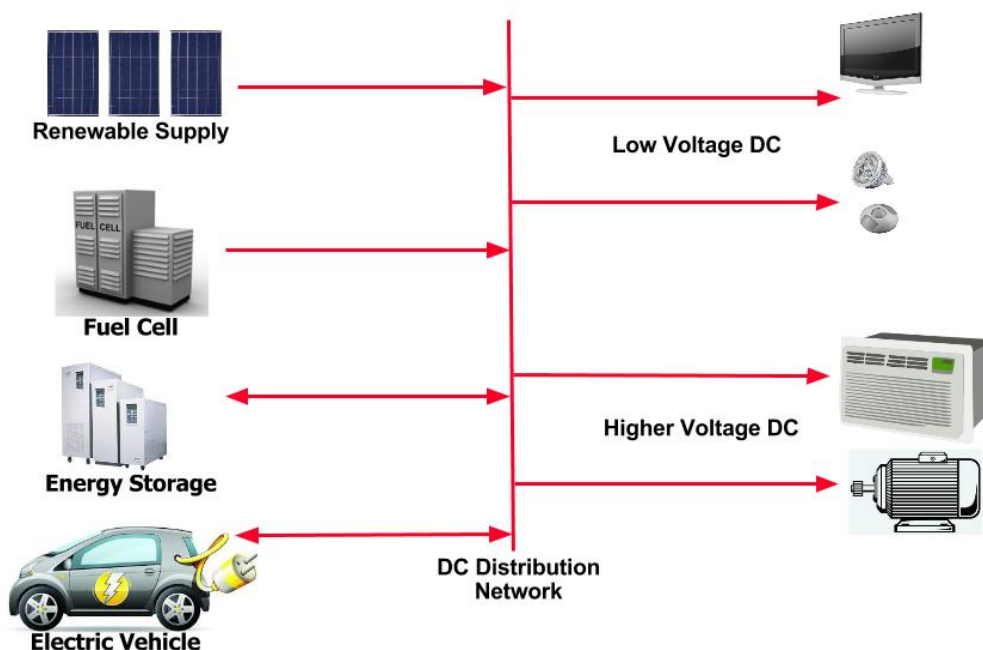 Renewable Supply
FUEL CELL
Fuel Cell
Energy Storage
Electric Vehicle
DC Distribution
Network
Low Voltage DC
Higher Voltage DC